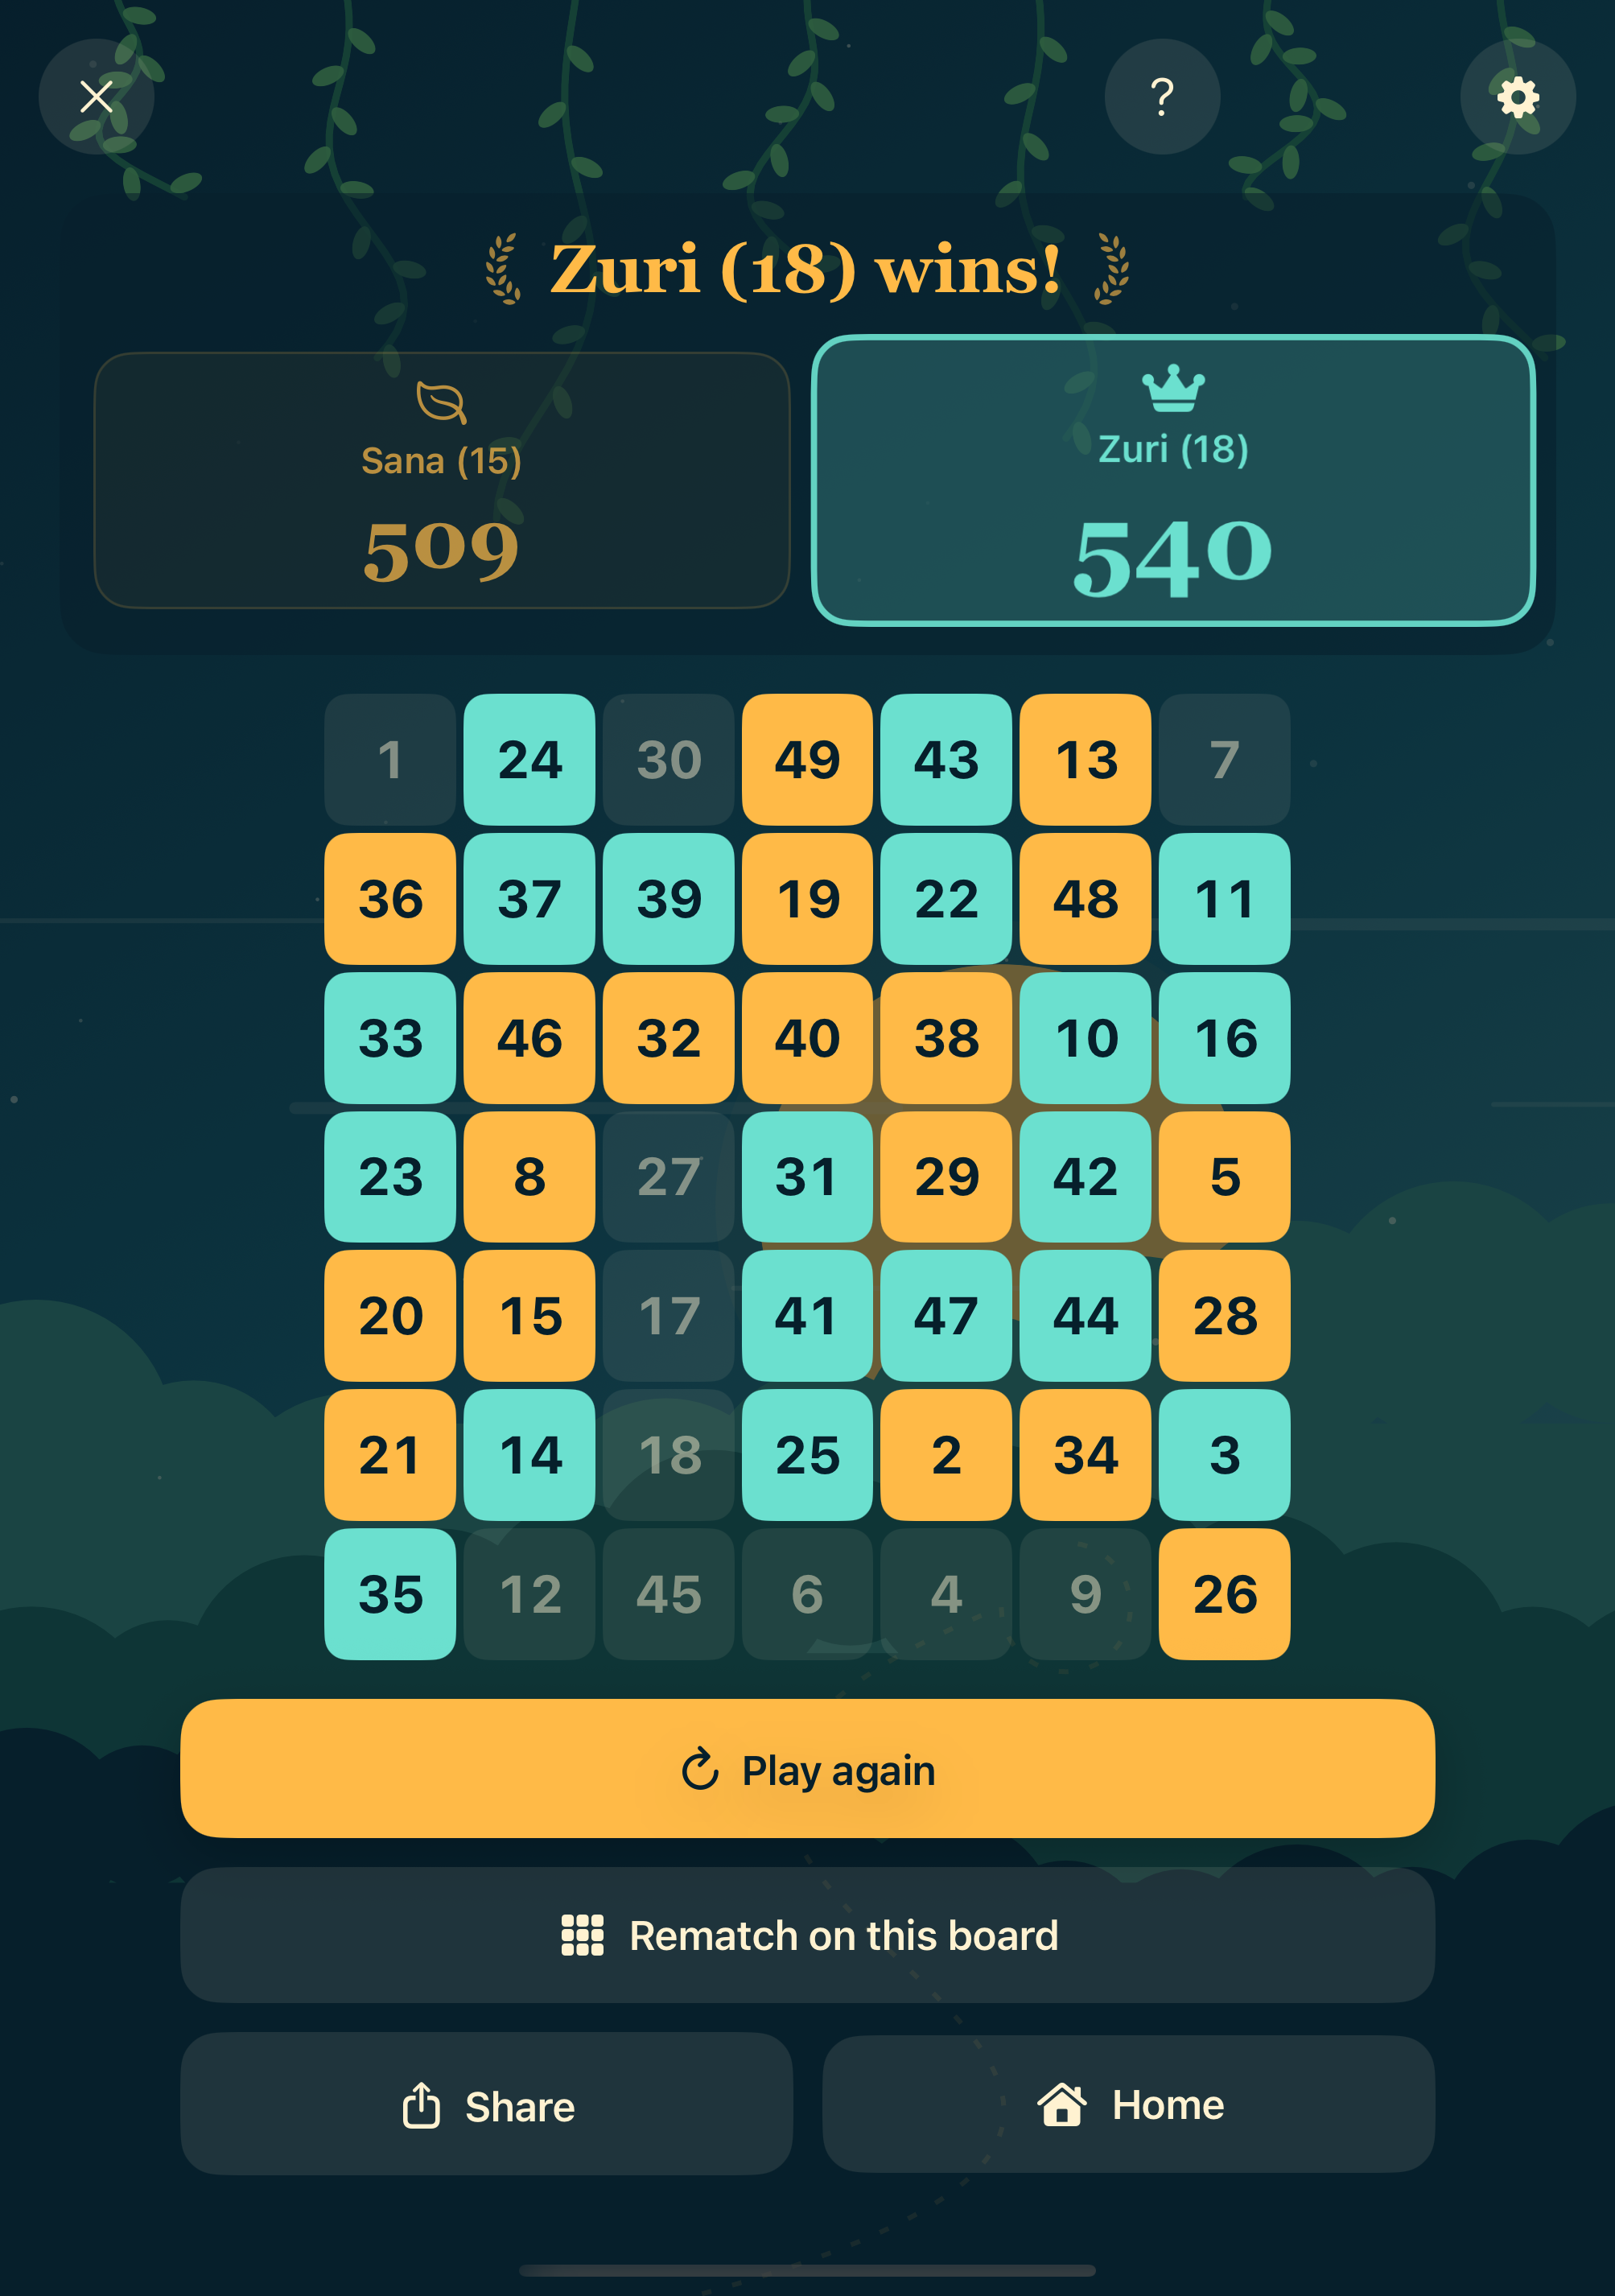 ?
Zuri (18) wins!
Sana (15)
509
Zuri (18)
540
1 24 30 49 43 13 7
36 37 39 19 22 48 11
33 46 32 40 38 10 16
23 8 27 31 29 42 5
20 15 17 41 47 44 28
21 14 18 25 2 34 3
35 12 45 6 4 9 26
Play again
Rematch on this board
Share
Home